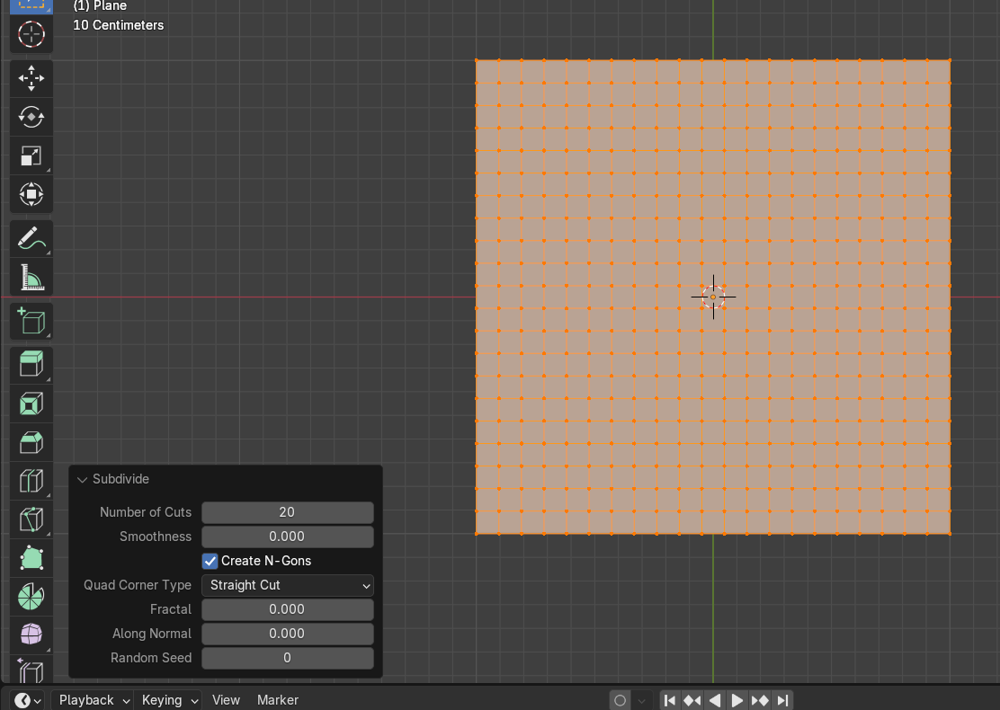 (1) Plane
10 Centimeters
Subdivide
Number of Cuts 20
Smoothness 0.000
Create N-Gons
Quad Corner Type Straight Cut
Fractal 0.000
Along Normal 0.000
Random Seed 0
Playback Keying View Marker